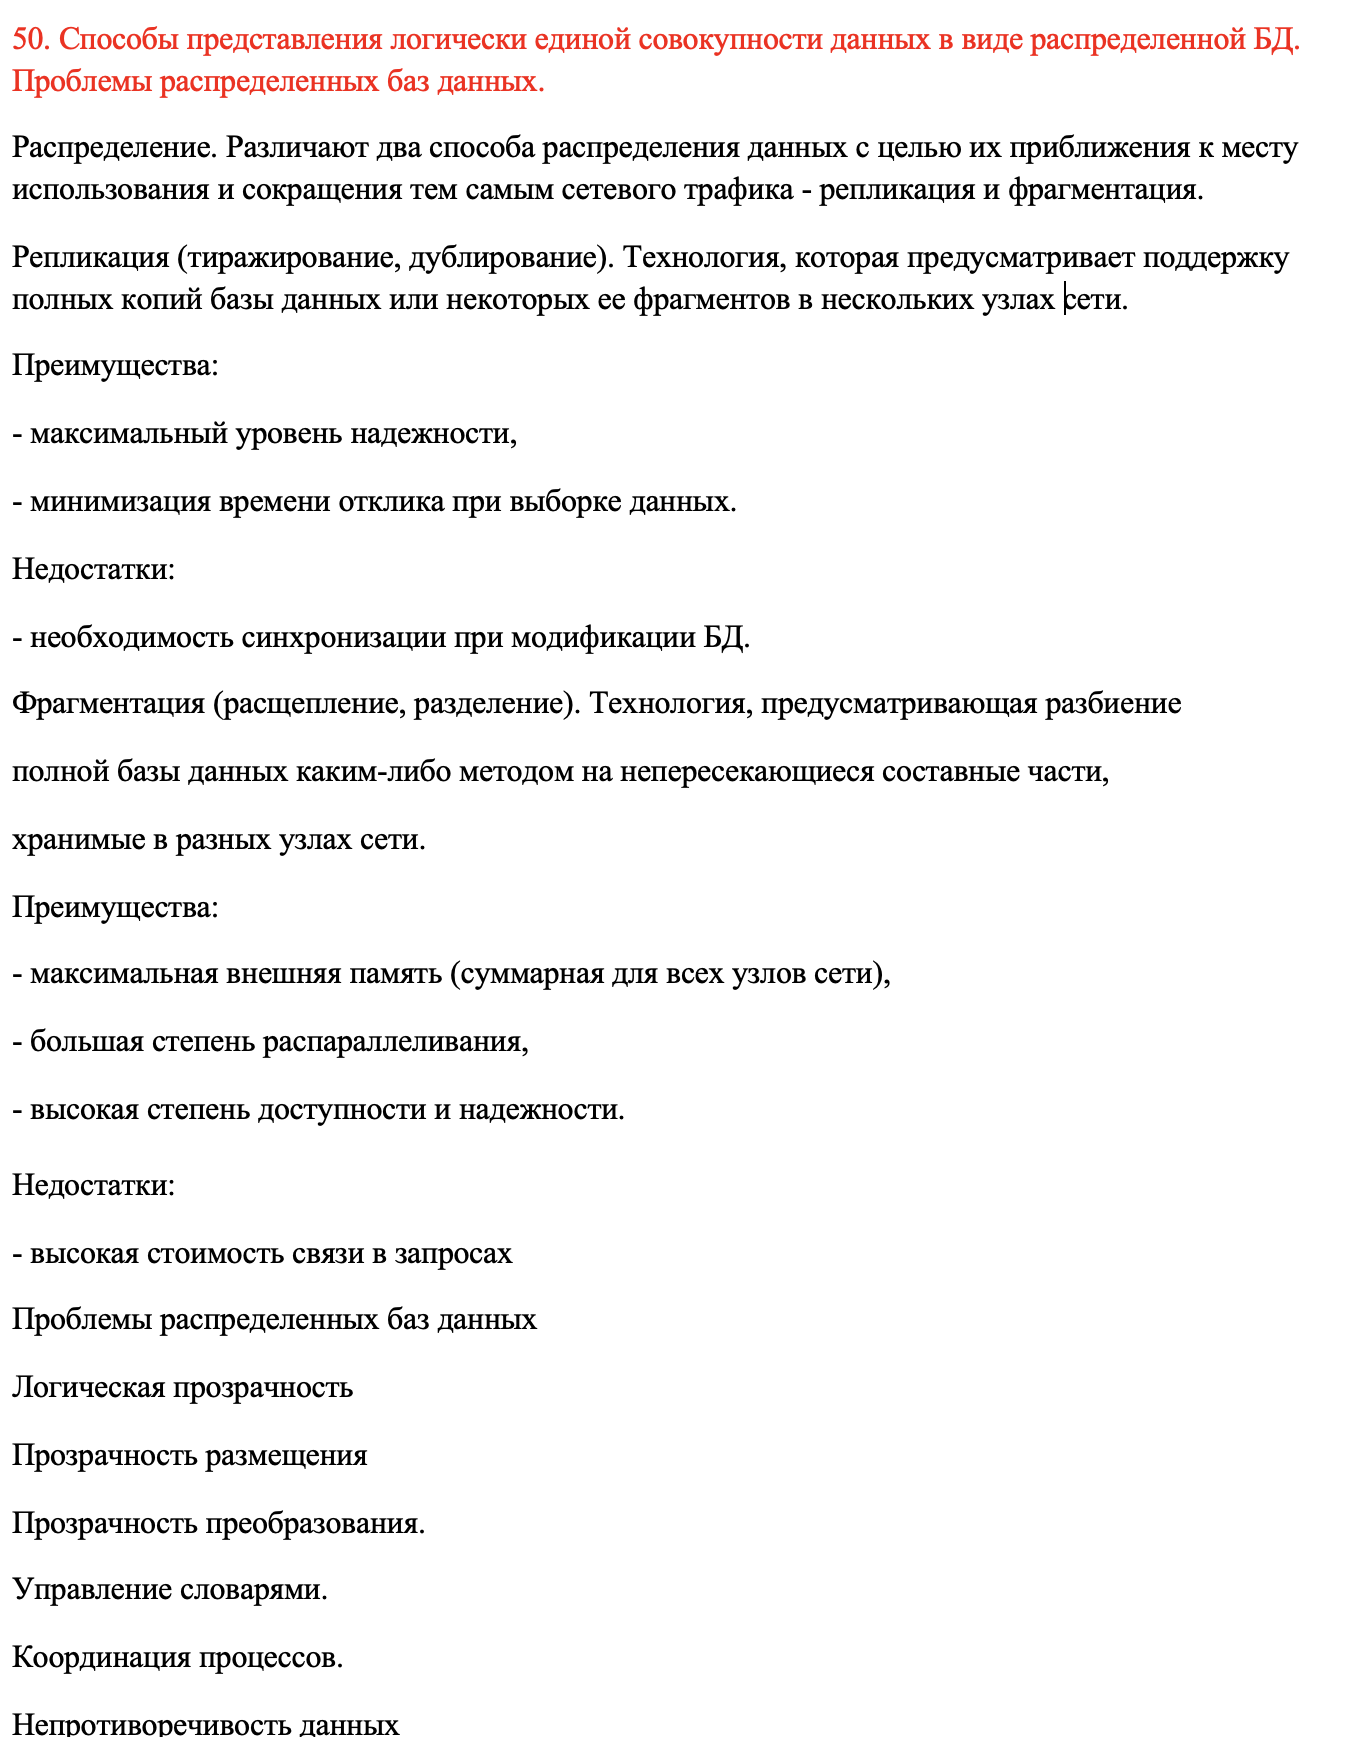 50. Способы представления логически единой совокупности данных в виде распределенной БД.
Проблемы распределенных баз данных.
Распределение. Различают два способа распределения данных с целью их приближения к месту
использования и сокращения тем самым сетевого трафика - репликация и фрагментация.
Репликация (тиражирование, дублирование). Технология, которая предусматривает поддержку
полных копий базы данных или некоторых ее фрагментов в нескольких узлах сети.
Преимущества:
- максимальный уровень надежности,
- минимизация времени отклика при выборке данных.
Недостатки:
- необходимость синхронизации при модификации БД.
Фрагментация (расщепление, разделение). Технология, предусматривающая разбиение
полной базы данных каким-либо методом на непересекающиеся составные части,
хранимые в разных узлах сети.
Преимущества:
- максимальная внешняя память (суммарная для всех узлов сети),
- большая степень распараллеливания,
- высокая степень доступности и надежности.
Недостатки:
- высокая стоимость связи в запросах
Проблемы распределенных баз данных
Логическая прозрачность
Прозрачность размещения
Прозрачность преобразования.
Управление словарями.
Координация процессов.
Непротиворечивость данных